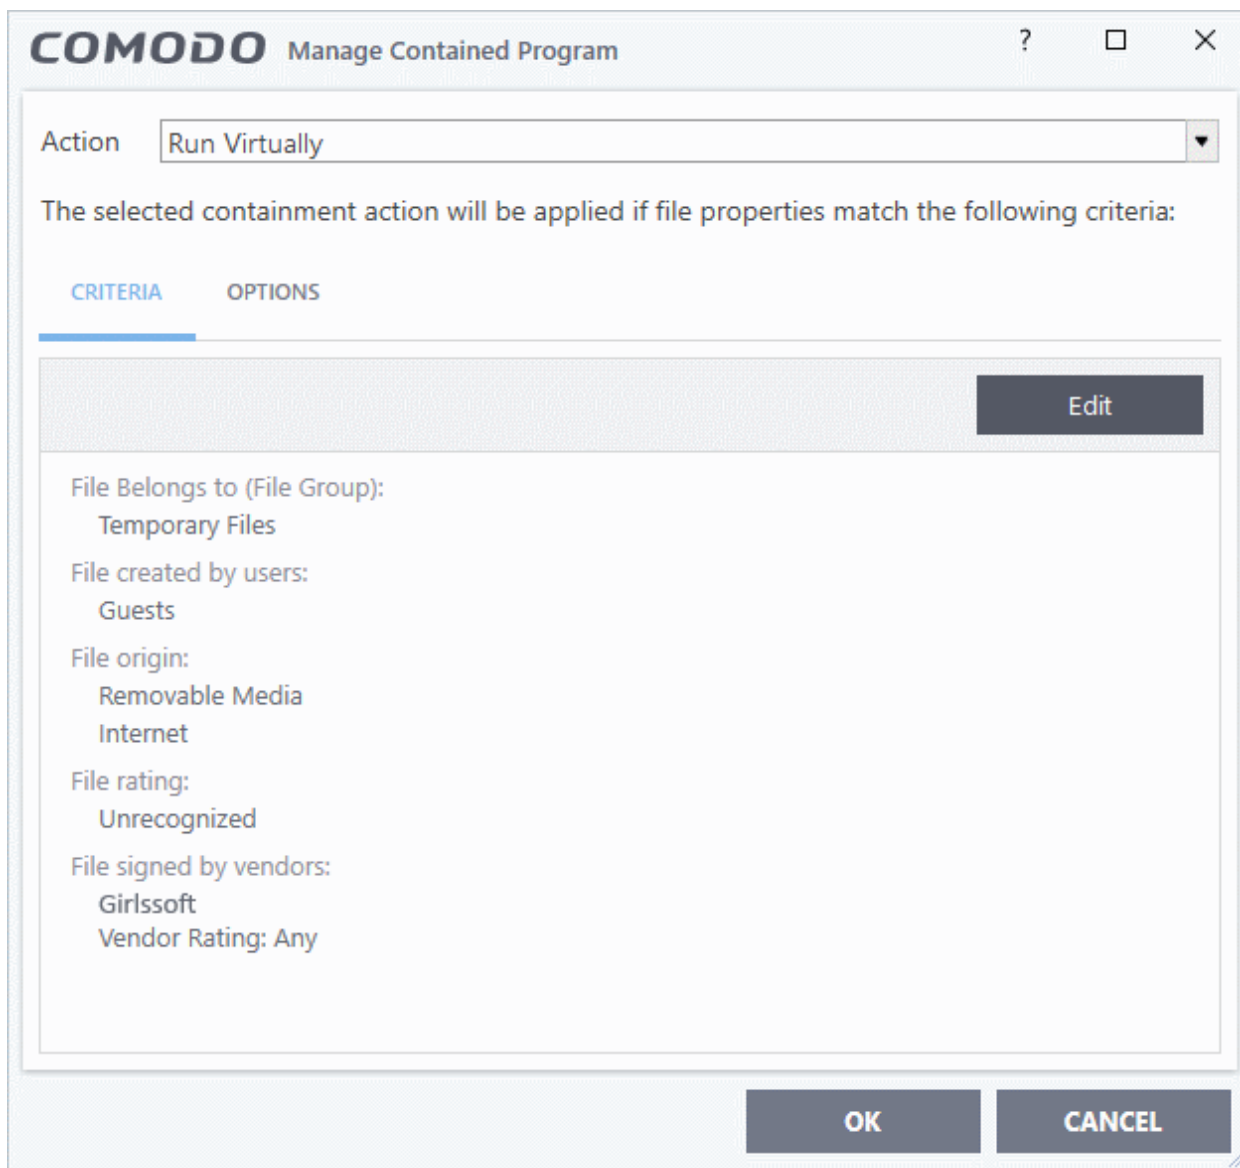 COMODO Manage Contained Program ?
Action Run Virtually
The selected containment action will be applied if file properties match the following criteria:
CRITERIA OPTIONS
Edit
File Belongs to (File Group):
Temporary Files
File created by users:
Guests
File origin:
Removable Media
Internet
File rating:
Unrecognized
File signed by vendors:
Girlssoft
Vendor Rating: Any
OK CANCEL